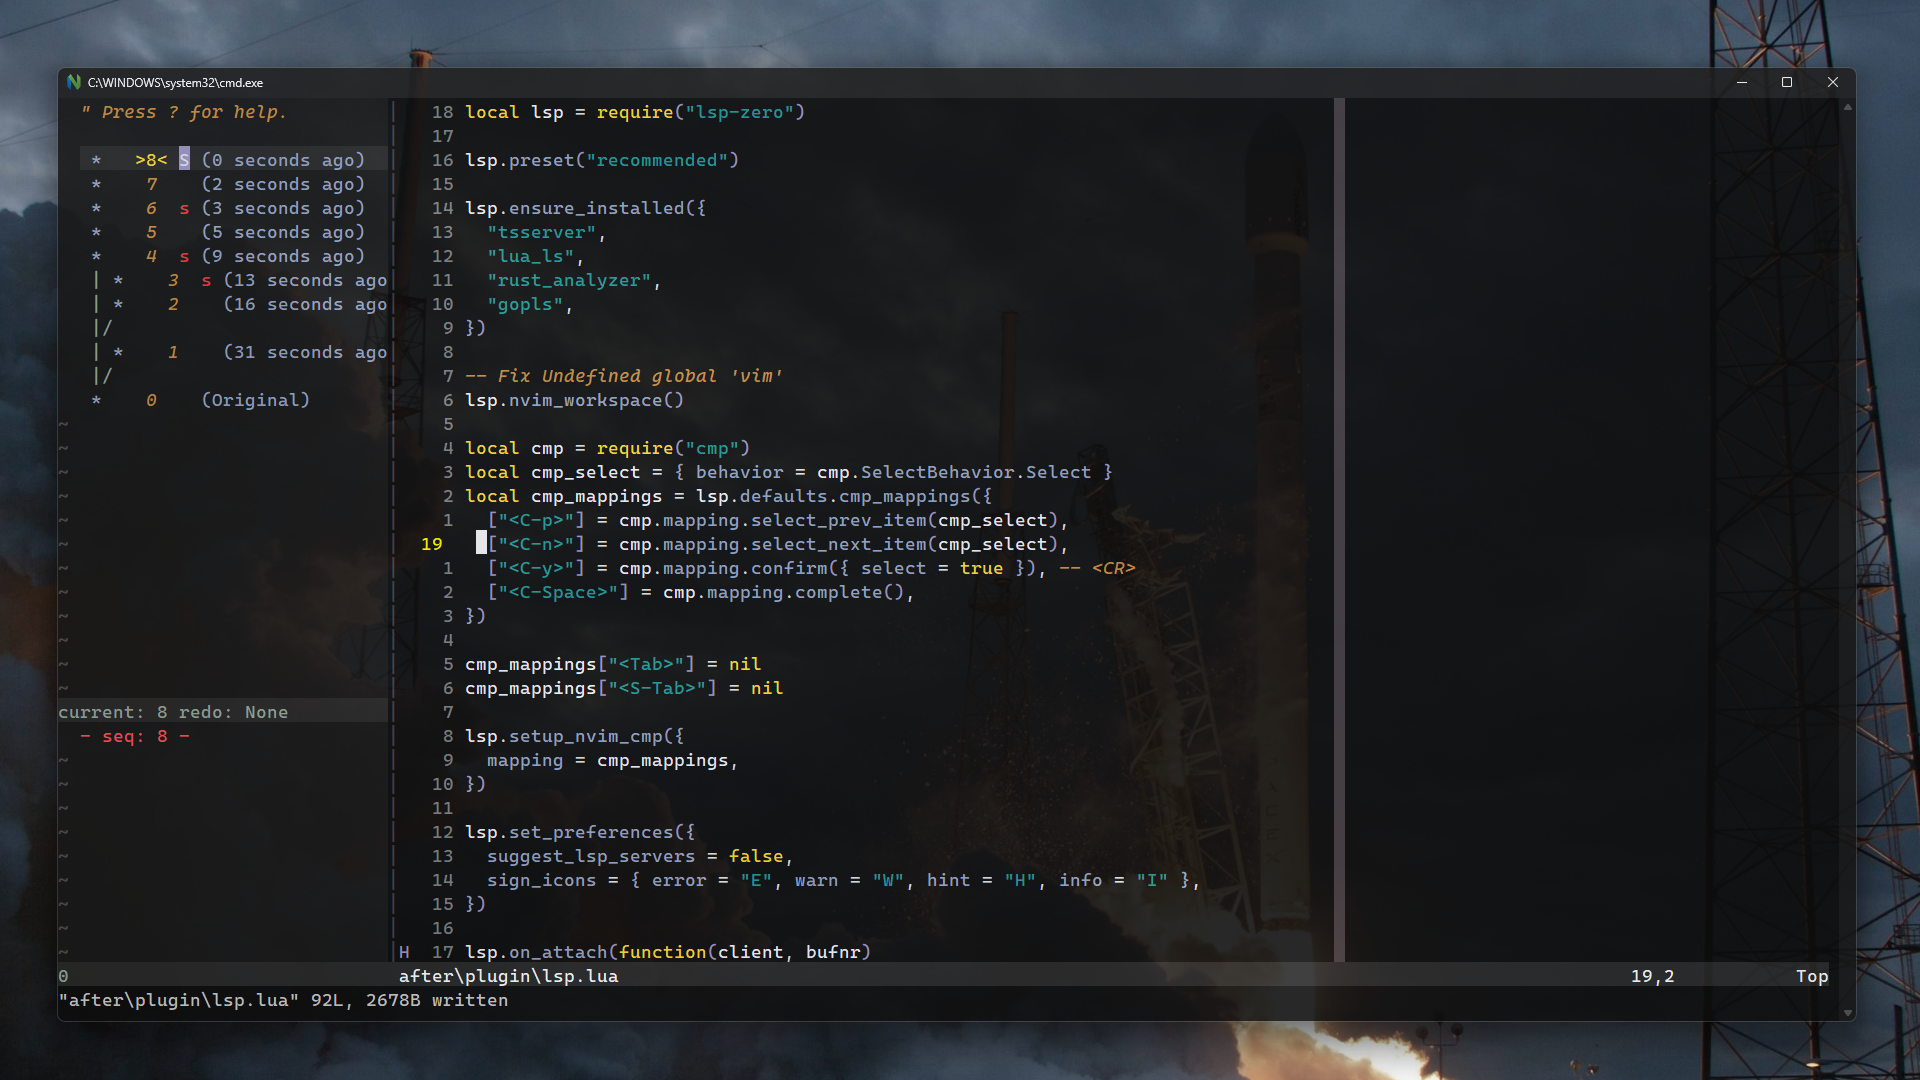 C:\WINDOWS\system32\cmd.exe
" Press ? for help.
*   >8< S (0 seconds ago)
*    7    (2 seconds ago)
*    6  s (3 seconds ago)
*    5    (5 seconds ago)
*    4  s (9 seconds ago)
| *    3  s (13 seconds ago
| *    2    (16 seconds ago
|/
| *    1    (31 seconds ago
|/
*    0    (Original)
~
~
~
~
~
~
~
~
~
~
~
~
current: 8 redo: None
- seq: 8 -
~
~
~
~
~
~
~
~
~
0
18 local lsp = require("lsp-zero")
17
16 lsp.preset("recommended")
15
14 lsp.ensure_installed({
13   "tsserver",
12   "lua_ls",
11   "rust_analyzer",
10   "gopls",
9 })
8
7 -- Fix Undefined global 'vim'
6 lsp.nvim_workspace()
5
4 local cmp = require("cmp")
3 local cmp_select = { behavior = cmp.SelectBehavior.Select }
2 local cmp_mappings = lsp.defaults.cmp_mappings({
1   ["<C-p>"] = cmp.mapping.select_prev_item(cmp_select),
19   ["<C-n>"] = cmp.mapping.select_next_item(cmp_select),
1   ["<C-y>"] = cmp.mapping.confirm({ select = true }), -- <CR>
2   ["<C-Space>"] = cmp.mapping.complete(),
3 })
4
5 cmp_mappings["<Tab>"] = nil
6 cmp_mappings["<S-Tab>"] = nil
7
8 lsp.setup_nvim_cmp({
9   mapping = cmp_mappings,
10 })
11
12 lsp.set_preferences({
13   suggest_lsp_servers = false,
14   sign_icons = { error = "E", warn = "W", hint = "H", info = "I" },
15 })
16
H 17 lsp.on_attach(function(client, bufnr)
after\plugin\lsp.lua 19,2 Top
"after\plugin\lsp.lua" 92L, 2678B written